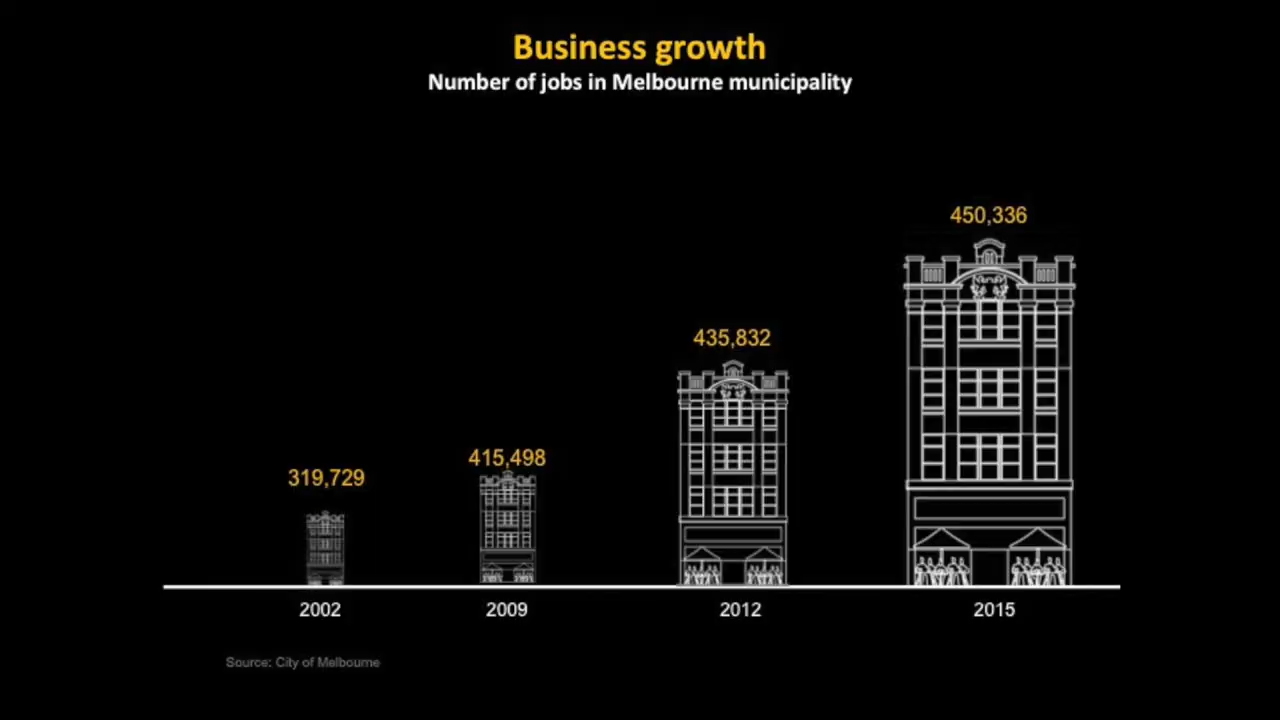 Business growth
Number of jobs in Melbourne municipality
450,336
435,832
415,498
319,729
2002
2009
2012
2015
Source: City of Melbourne